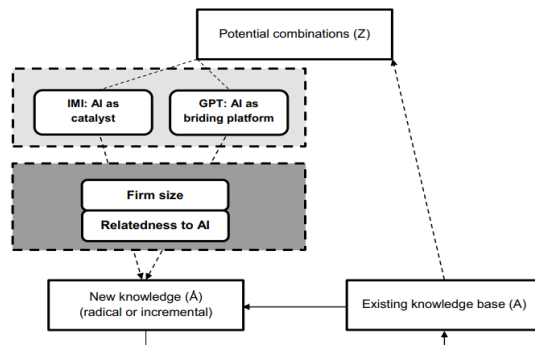 Potential combinations (Z)
IMI: AI as
catalyst
GPT: AI as
briding platform
Firm size
Relatedness to AI
New knowledge (Å)
(radical or incremental)
Existing knowledge base (A)